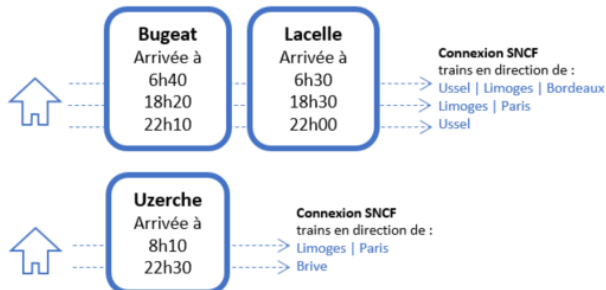 Bugeat
Arrivée à
6h40
18h20
22h10
Lacelle
Arrivée à
6h30
18h30
22h00
Connexion SNCF
trains en direction de :
Ussel | Limoges | Bordeaux
Limoges | Paris
Ussel
Uzerche
Arrivée à
8h10
22h30
Connexion SNCF
trains en direction de :
Limoges | Paris
Brive